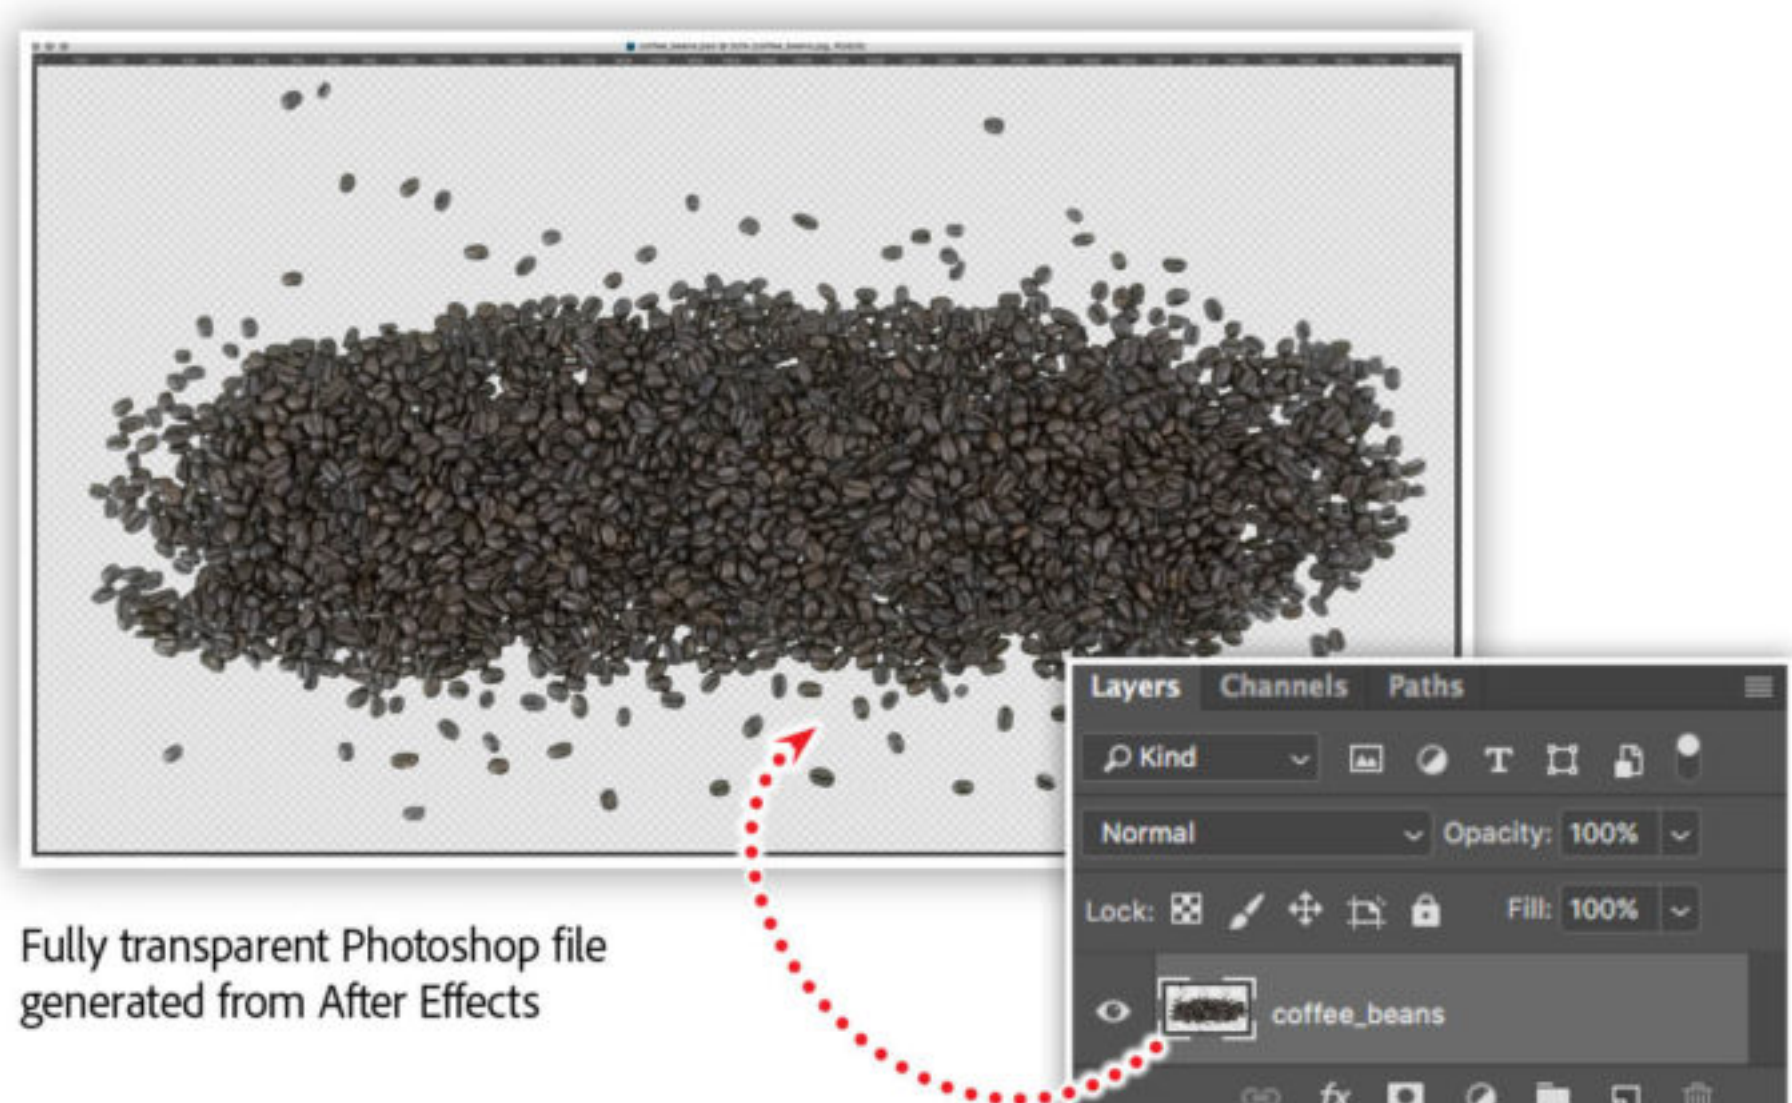 Layers Channels Paths
Kind
Normal Opacity: 100%
Lock: Fill: 100%
Fully transparent Photoshop file
generated from After Effects
coffee_beans
fx